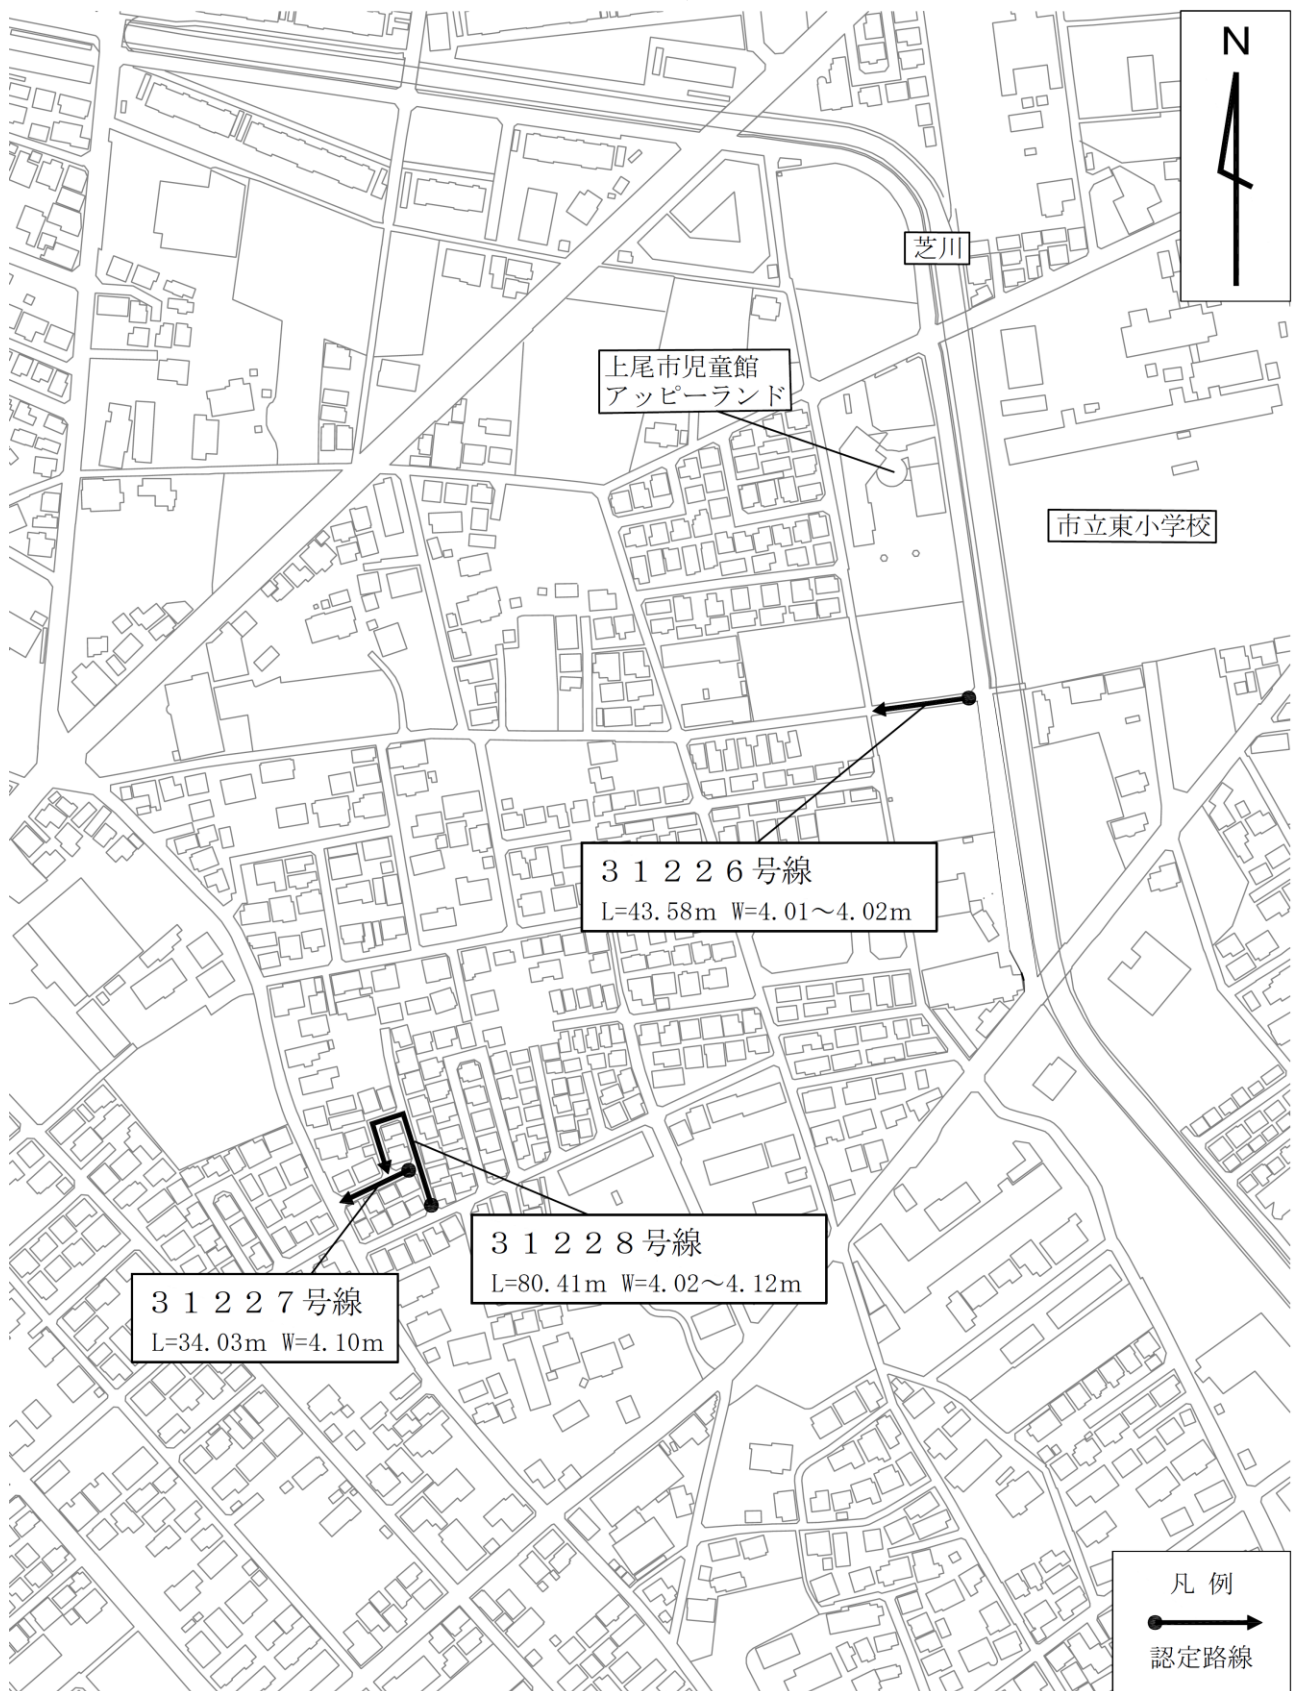 N
芝川
上尾市児童館
アッピーランド
市立東小学校
３１２２６号線
L=43.58m W=4.01～4.02m
３１２２８号線
L=80.41m W=4.02～4.12m
３１２２７号線
L=34.03m W=4.10m
凡 例
認定路線